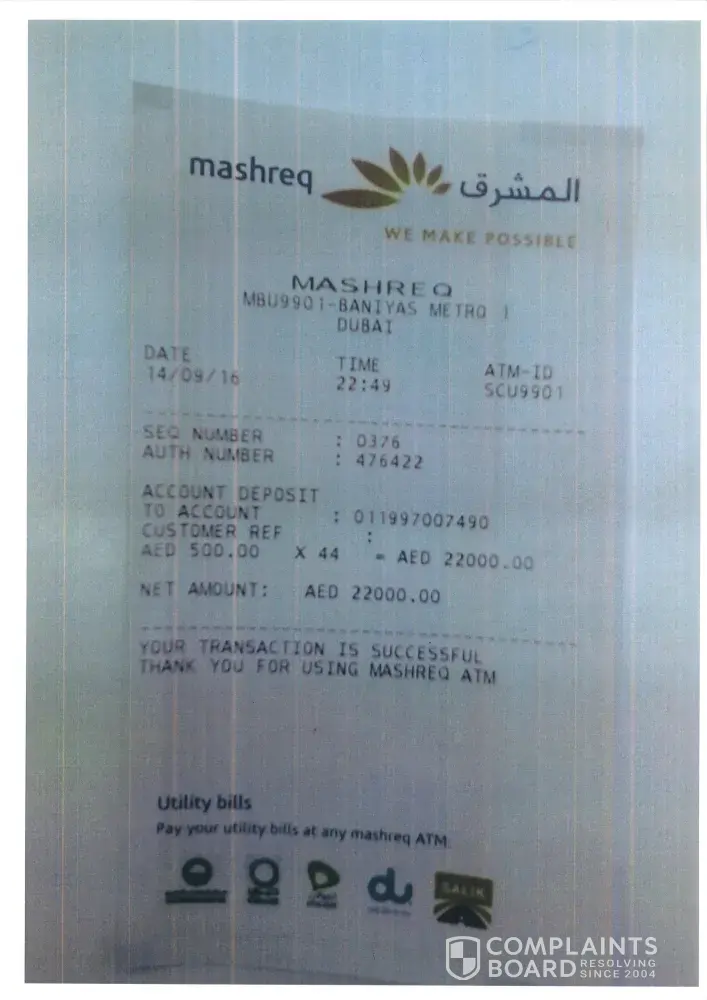 mashreq المشرق
WE MAKE POSSIBLE
MASHREQ
MBU9901-BANIYAS METRO 1
DUBAI
DATE TIME ATM-ID
14/09/16 22:49 SCU9901
SEQ NUMBER : 0376
AUTH NUMBER : 476422
ACCOUNT DEPOSIT
TO ACCOUNT : 011997007490
CUSTOMER REF :
AED 500.00 X 44 = AED 22000.00
NET AMOUNT: AED 22000.00
YOUR TRANSACTION IS SUCCESSFUL
THANK YOU FOR USING MASHREQ ATM
Utility bills
Pay your utility bills at any mashreq ATM.
du
SALIK
COMPLAINTS
BOARD RESOLVING
SINCE 2004